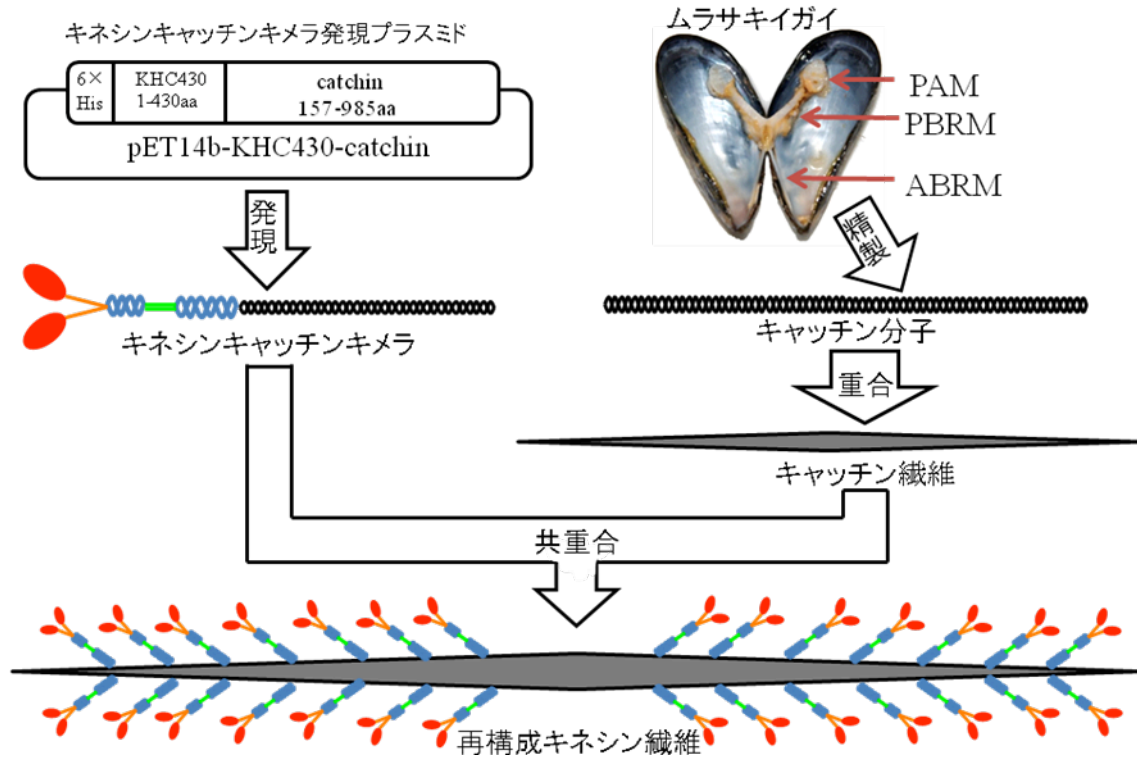 キネシンキャッチンキメラ発現プラスミド
6×
His
KHC430
1-430aa
catchin
157-985aa
pET14b-KHC430-catchin
ムラサキイガイ
PAM
PBRM
ABRM
発現
精製
キネシンキャッチンキメラ
キャッチン分子
重合
キャッチン繊維
共重合
再構成キネシン繊維